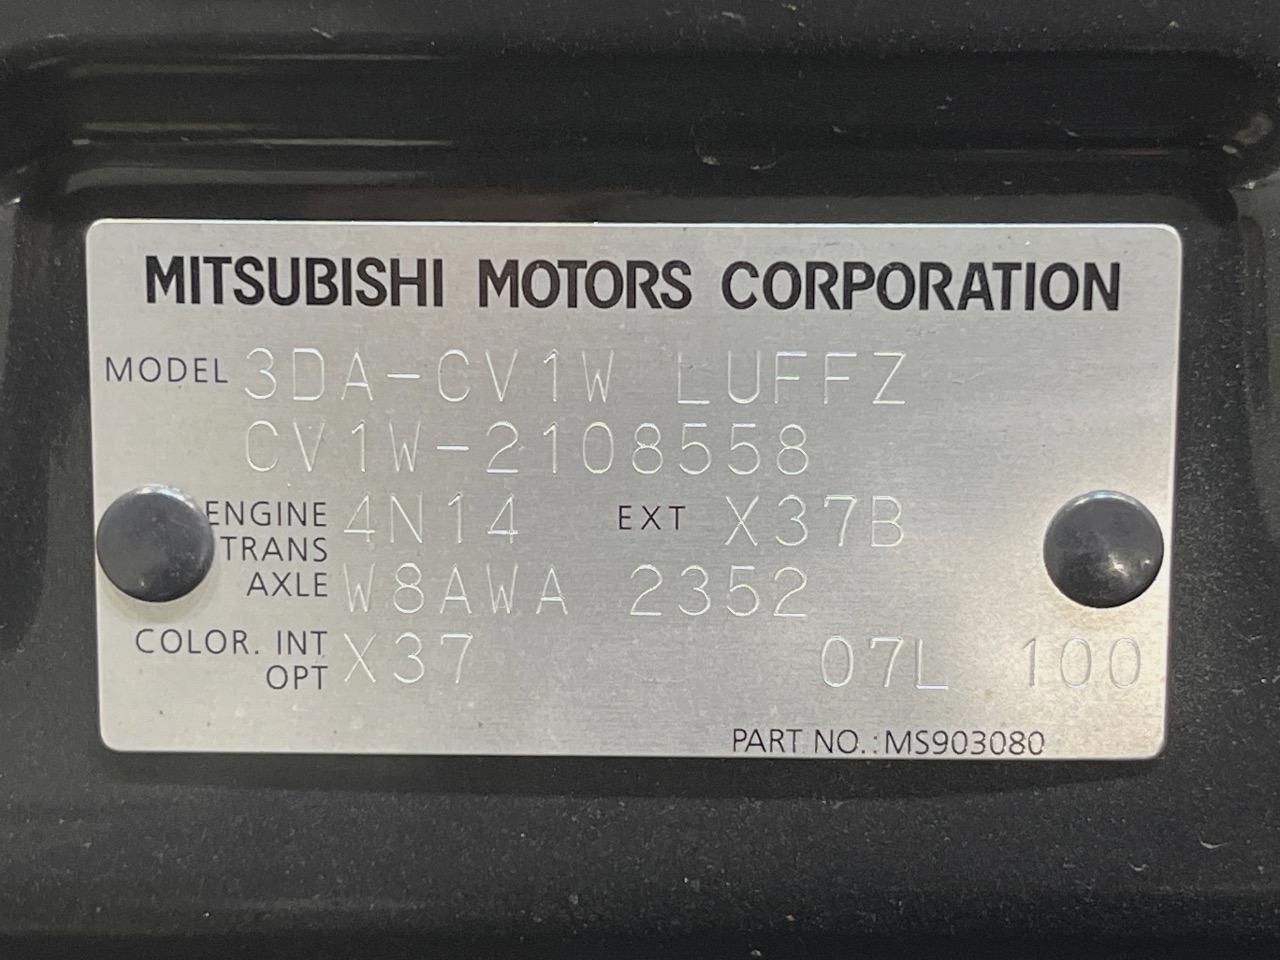 MITSUBISHI MOTORS CORPORATION
MODEL 3DA-CV1W LUFFZ
CV1W-2108558
ENGINE 4N14 EXT X37B
TRANS
AXLE W8AWA 2352
COLOR. INT X37 07L 100
OPT
PART NO.:MS903080